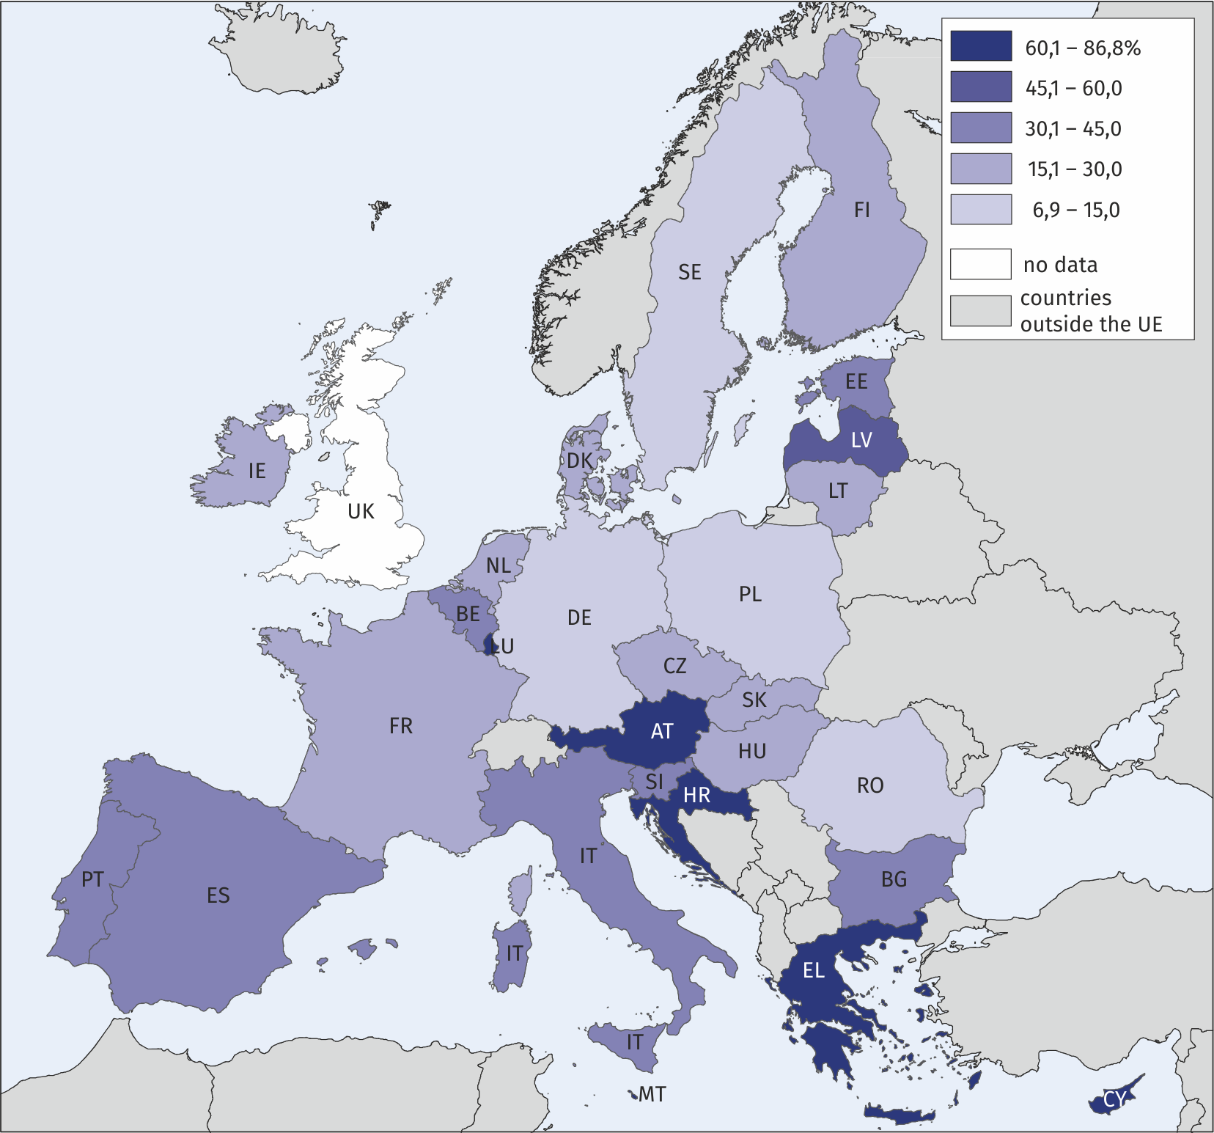 60,1 – 86,8%
45,1 – 60,0
30,1 – 45,0
15,1 – 30,0
6,9 – 15,0
no data
countries
outside the UE
FI
SE
EE
LV
LT
DK
IE
UK
NL
BE
LU
DE
PL
CZ
SK
AT
HU
FR
SI
HR
RO
IT
PT
ES
BG
IT
EL
IT
MT
CY